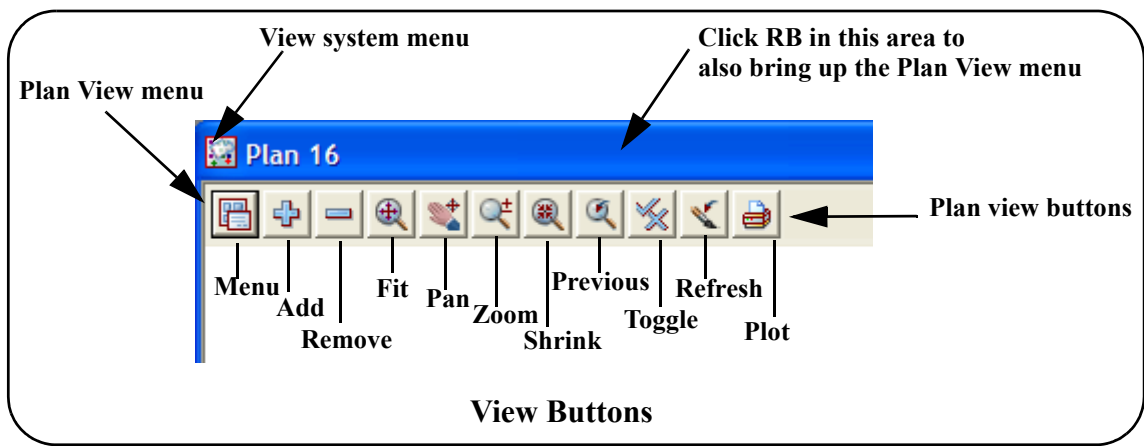 View system menu
Click RB in this area to
also bring up the Plan View menu
Plan View menu
Plan 16
Plan view buttons
Menu
Add
Remove
Fit
Pan
Zoom
Shrink
Previous
Toggle
Refresh
Plot
View Buttons